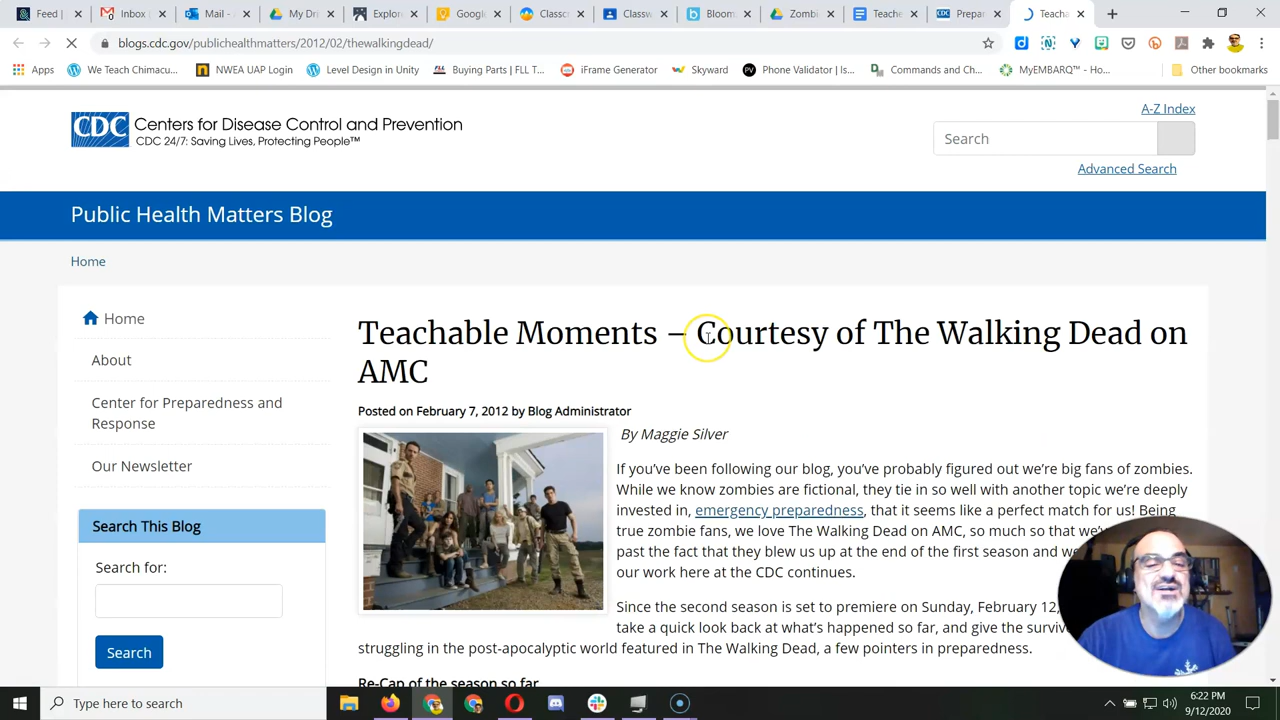 Feed |
Inbox
Mail -
My Dri
Explore
Google
Classc
Classw
Bloom
Zombi
Teache
Prepar
Teacha
blogs.cdc.gov/publichealthmatters/2012/02/thewalkingdead/
Apps
We Teach Chimacu...
NWEA UAP Login
Level Design in Unity
Buying Parts | FLL T...
iFrame Generator
Skyward
Phone Validator | Is...
Commands and Ch...
MyEMBARQ™ - Ho...
Other bookmarks
A-Z Index
CDC Centers for Disease Control and Prevention
CDC 24/7: Saving Lives, Protecting People™
Search
Advanced Search
Public Health Matters Blog
Home
Home
About
Center for Preparedness and
Response
Our Newsletter
Search This Blog
Search for:
Search
Teachable Moments – Courtesy of The Walking Dead on
AMC
Posted on February 7, 2012 by Blog Administrator
By Maggie Silver
If you’ve been following our blog, you’ve probably figured out we’re big fans of zombies.
While we know zombies are fictional, they tie in so well with another topic we’re deeply
invested in, emergency preparedness, that it seems like a perfect match for us! Being
true zombie fans, we love The Walking Dead on AMC, so much so that we’
past the fact that they blew us up at the end of the first season and
our work here at the CDC continues.
Since the second season is set to premiere on Sunday, February 12,
take a quick look back at what’s happened so far, and give the
struggling in the post-apocalyptic world featured in The Walking Dead, a few pointers in preparedness.
Re-Cap of the season so far
Type here to search
6:22 PM
9/12/2020